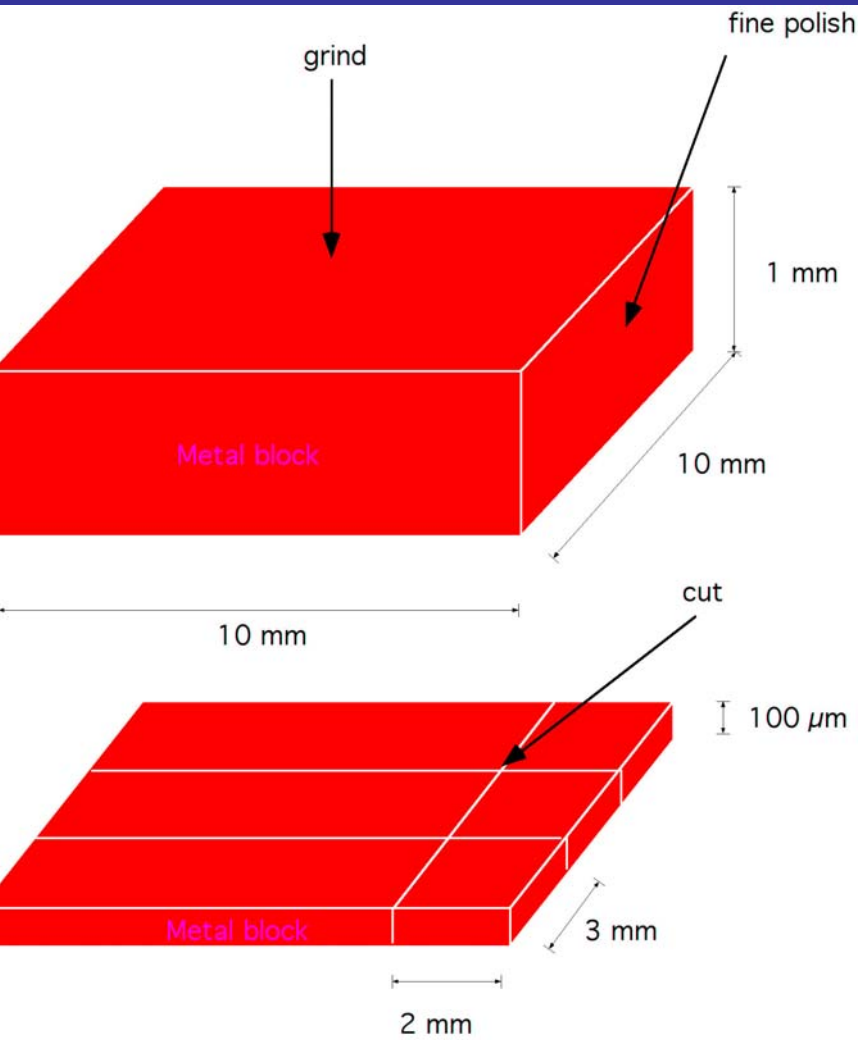 fine polish
grind
1 mm
Metal block
10 mm
10 mm
cut
100 μm
Metal block
3 mm
2 mm